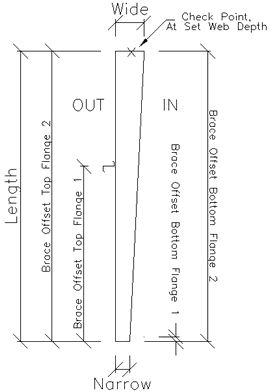 Wide
Check Point,
At Set Web Depth
OUT
IN
Length
Brace Offset Top Flange 2
Brace Offset Top Flange 1
Brace Offset Bottom Flange 1
Brace Offset Bottom Flange 2
Narrow